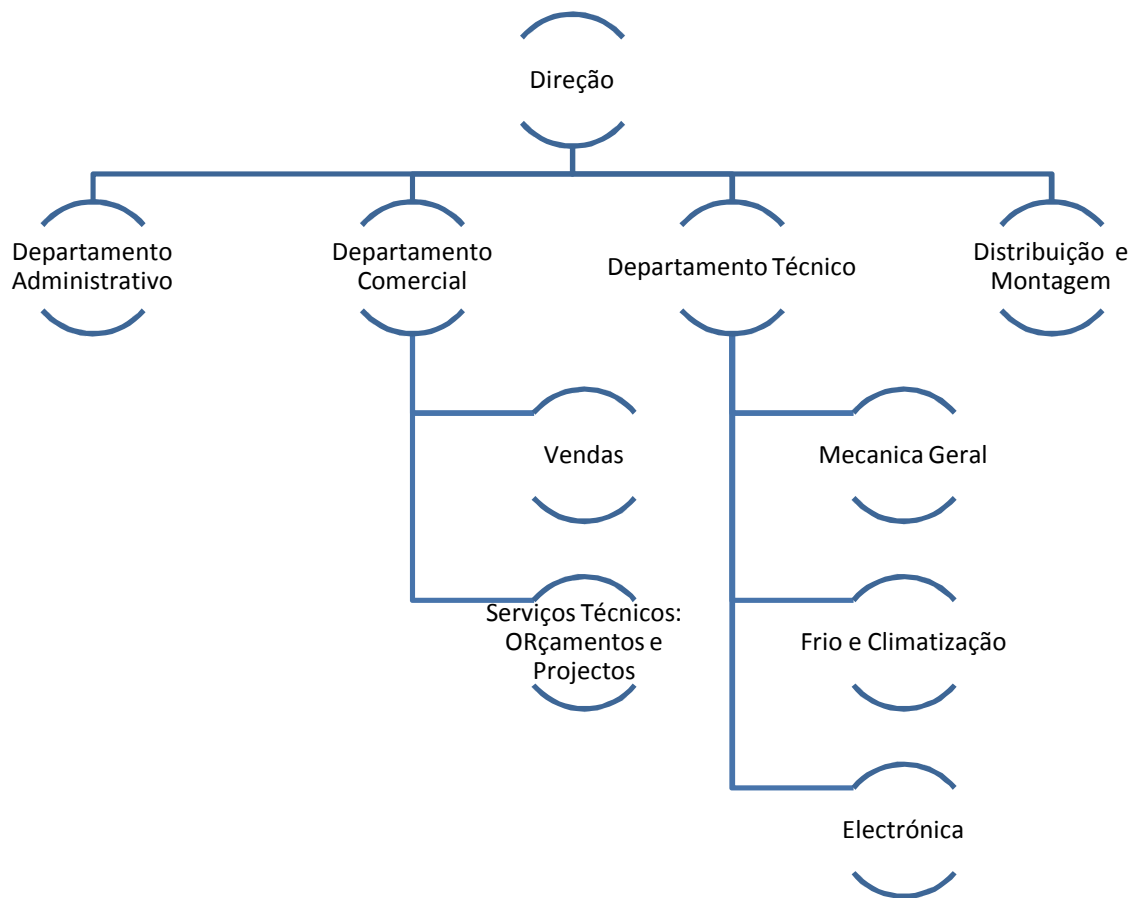 Direção
Departamento
Administrativo
Departamento
Comercial
Departamento Técnico
Distribuição e
Montagem
Vendas
Mecanica Geral
Serviços Técnicos:
ORçamentos e
Projectos
Frio e Climatização
Electrónica